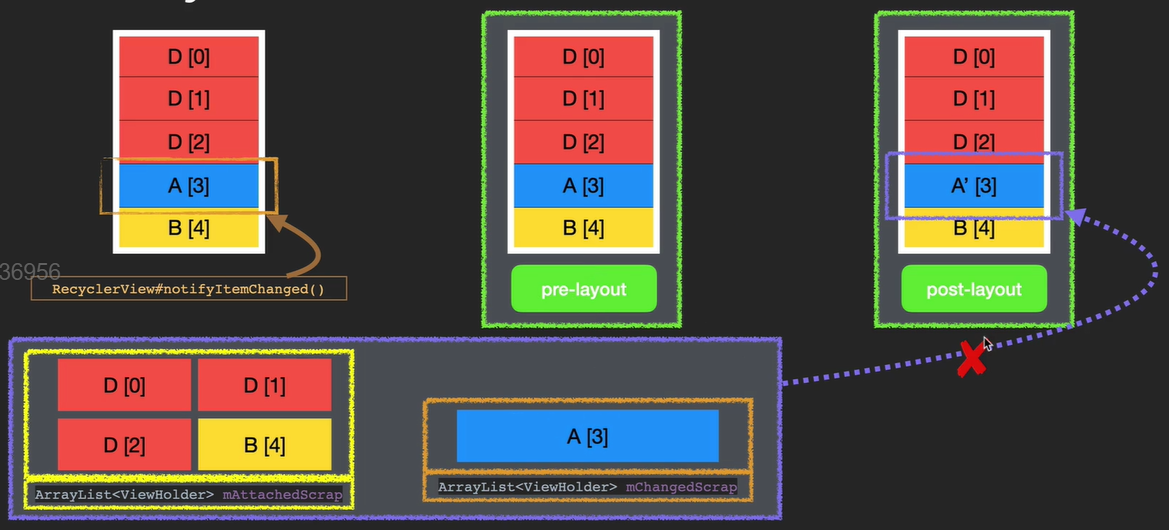 D [0]
D [1]
D [2]
A [3]
B [4]
36956
RecyclerView#notifyItemChanged()
D [0]
D [1]
D [2]
A [3]
B [4]
pre-layout
D [0]
D [1]
D [2]
A’ [3]
B [4]
post-layout
D [0] D [1]
D [2] B [4]
ArrayList<ViewHolder> mAttachedScrap
A [3]
ArrayList<ViewHolder> mChangedScrap